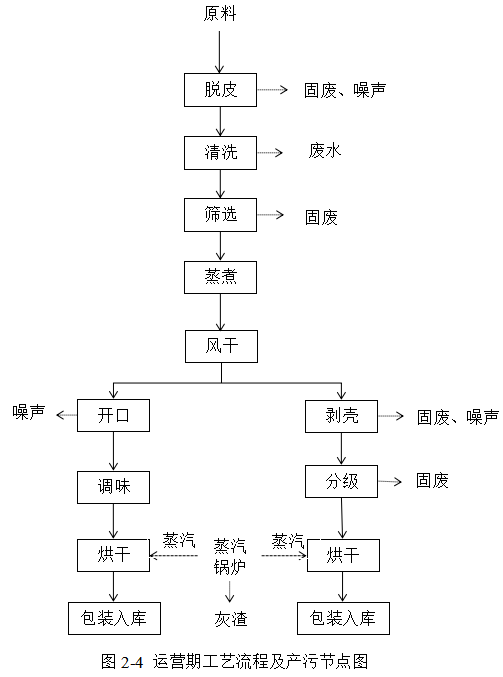 原料
脱皮
固废、噪声
清洗
废水
筛选
固废
蒸煮
风干
噪声
开口
剥壳
固废、噪声
调味
分级
固废
烘干
蒸汽
蒸汽
锅炉
蒸汽
烘干
包装入库
灰渣
包装入库
图 2-4 运营期工艺流程及产污节点图